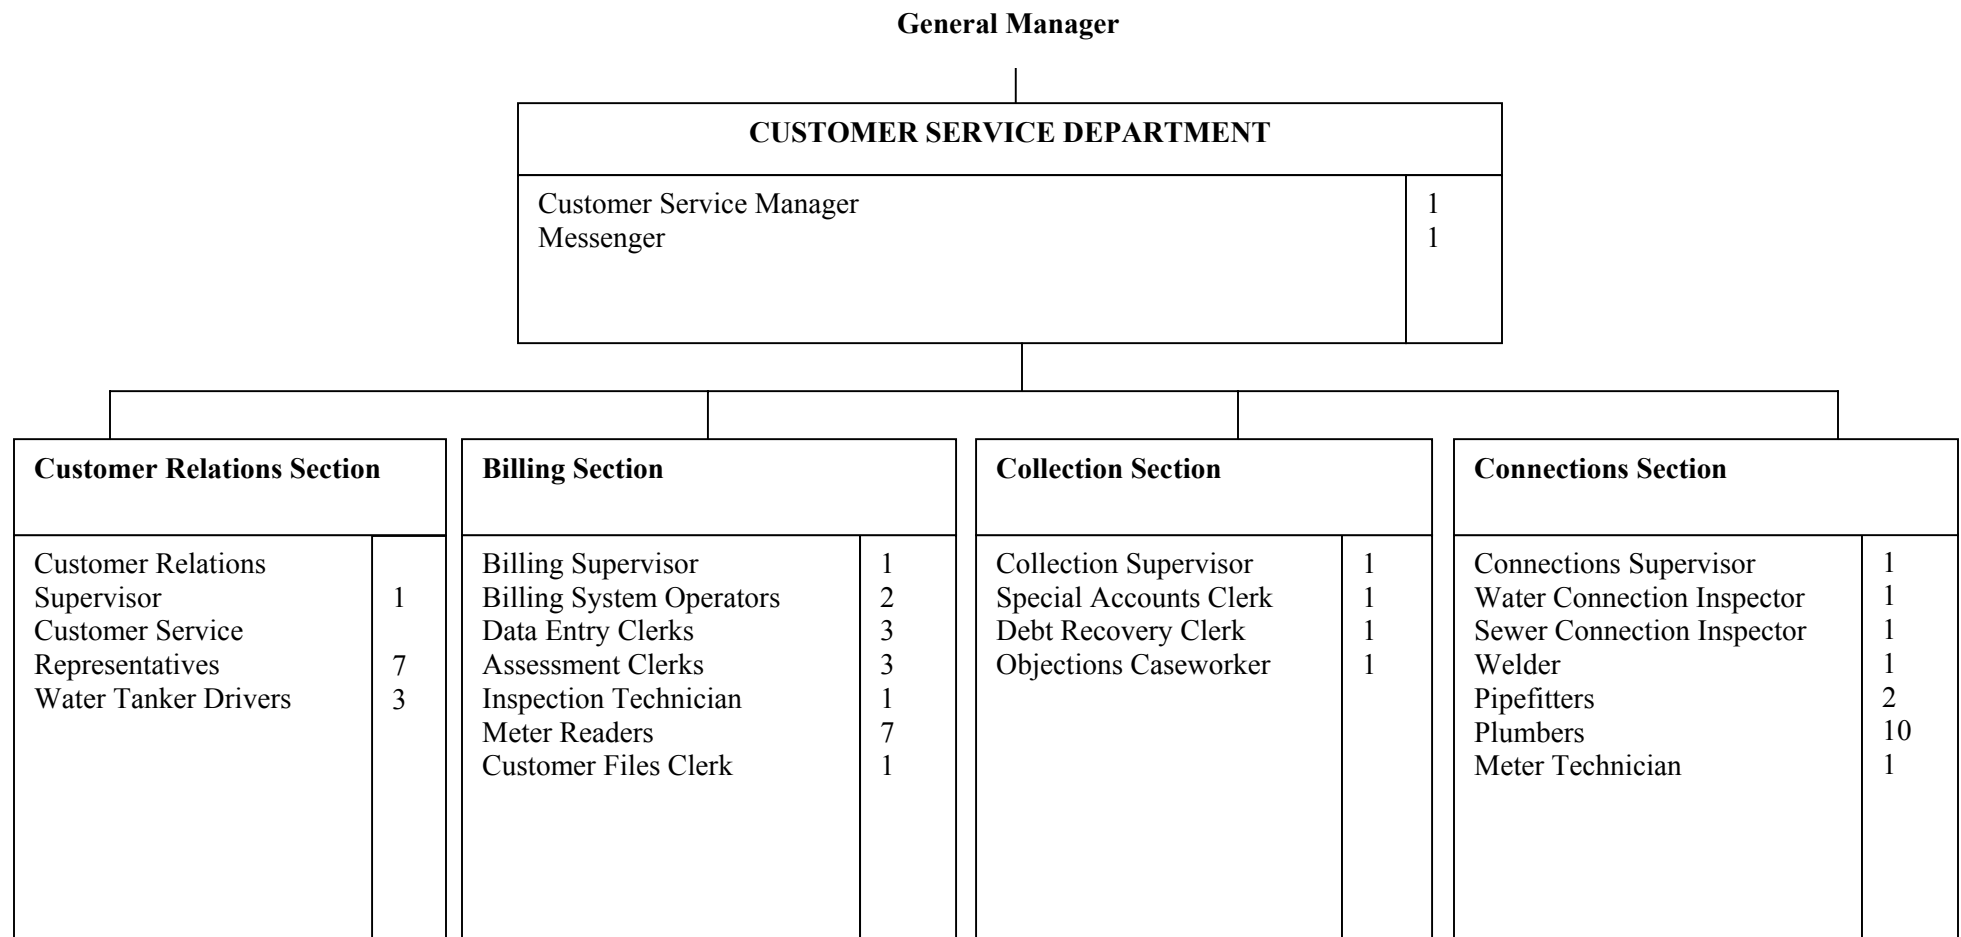 General Manager
CUSTOMER SERVICE DEPARTMENT
Customer Service Manager 1
Messenger 1
Customer Relations Section
Customer Relations
Supervisor 1
Customer Service
Representatives 7
Water Tanker Drivers 3
Billing Section
Billing Supervisor 1
Billing System Operators 2
Data Entry Clerks 3
Assessment Clerks 3
Inspection Technician 1
Meter Readers 7
Customer Files Clerk 1
Collection Section
Collection Supervisor 1
Special Accounts Clerk 1
Debt Recovery Clerk 1
Objections Caseworker 1
Connections Section
Connections Supervisor 1
Water Connection Inspector 1
Sewer Connection Inspector 1
Welder 1
Pipefitters 2
Plumbers 10
Meter Technician 1